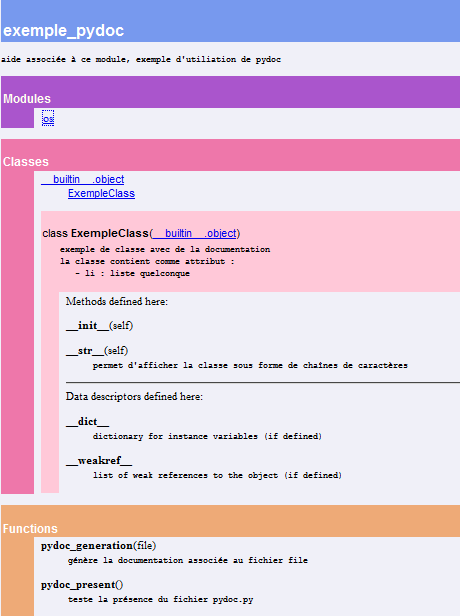 exemple_pydoc
aide associée à ce module, exemple d'utiliation de pydoc
Modules
os
Classes
__builtin__.object
ExempleClass
class ExempleClass(__builtin__.object)
exemple de classe avec de la documentation
la classe contient comme attribut :
- li : liste quelconque
Methods defined here:
__init__(self)
__str__(self)
permet d'afficher la classe sous forme de chaînes de caractères
Data descriptors defined here:
__dict__
dictionary for instance variables (if defined)
__weakref__
list of weak references to the object (if defined)
Functions
pydoc_generation(file)
génère la documentation associée au fichier file
pydoc_present()
teste la présence du fichier pydoc.py